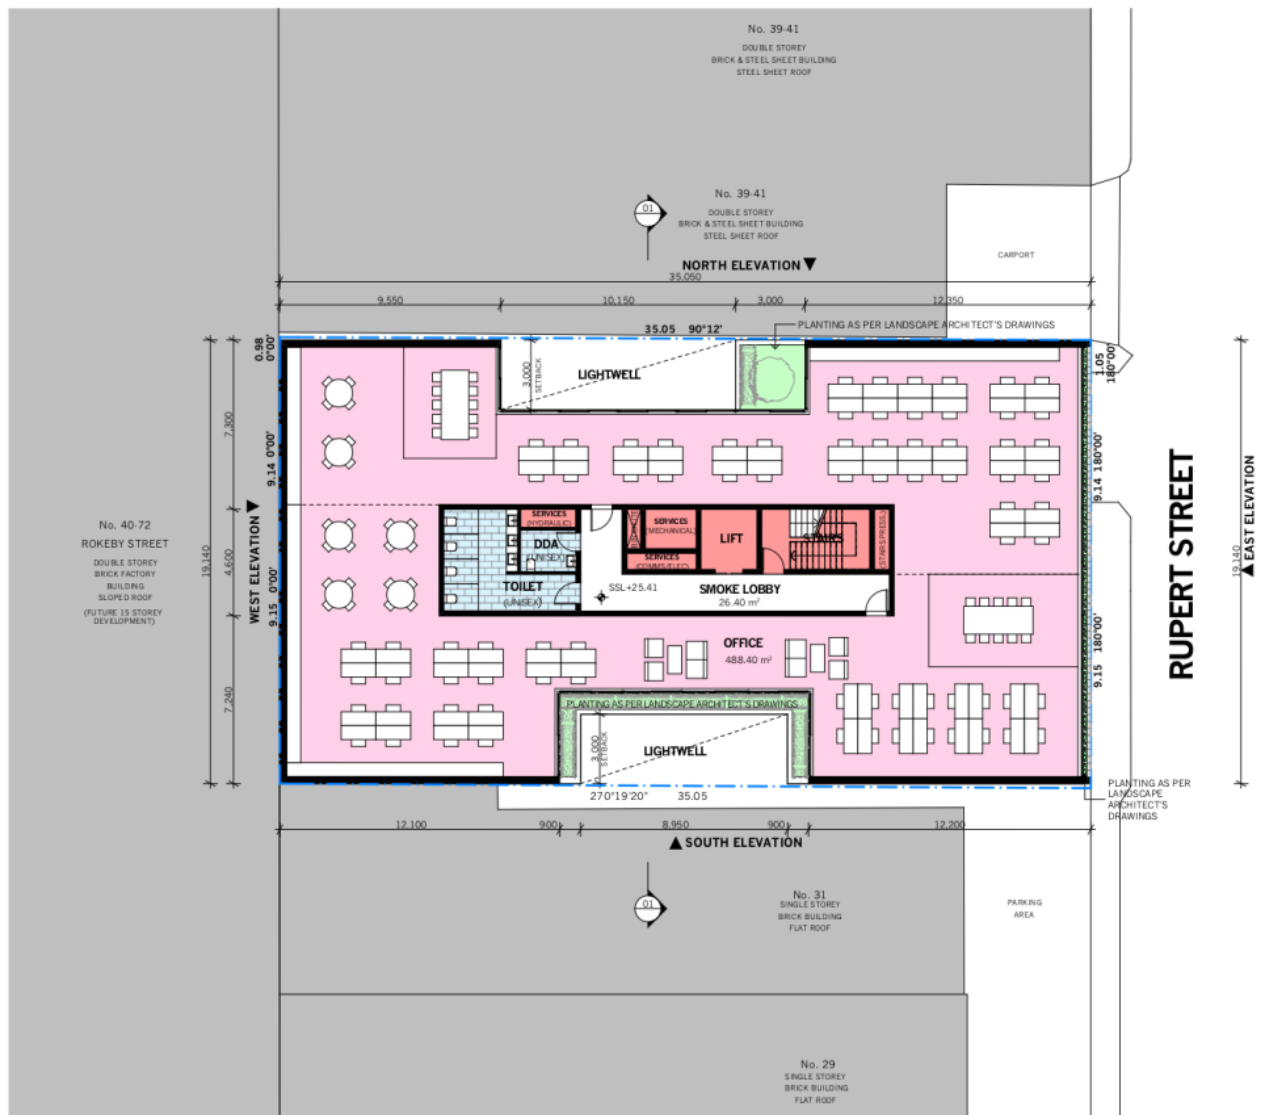 No. 39-41
DOUBLE STOREY
BRICK & STEEL SHEET BUILDING
STEEL SHEET ROOF
No. 39-41
DOUBLE STOREY
BRICK & STEEL SHEET BUILDING
STEEL SHEET ROOF
01
CARPORT
NORTH ELEVATION
35,050
9,550
10,150
3,000
12,350
35.05 90°12'
PLANTING AS PER LANDSCAPE ARCHITECT'S DRAWINGS
0.98
0°00'
1.05
180°00'
3,000
SETBACK
LIGHTWELL
7,300
9.14 0°00'
9.14 180°00'
RUPERT STREET
EAST ELEVATION
19,140
No. 40-72
ROKEBY STREET
DOUBLE STOREY
BRICK FACTORY
BUILDING
SLOPED ROOF
(FUTURE 15 STOREY
DEVELOPMENT)
19,140
4,600
WEST ELEVATION
9.15 0°00'
SERVICES
(HYDRAULIC)
DDA
(UNISEX)
TOILET
(UNISEX)
SERVICES
(MECHANICAL)
SERVICES
(COMMS/ELEC)
LIFT
STAIRS
(STAIRS PRESS.)
SSL+25.41
SMOKE LOBBY
26.40 m²
OFFICE
488.40 m²
9.15 180°00'
7,240
PLANTING AS PER LANDSCAPE ARCHITECT'S DRAWINGS
3,000
SETBACK
LIGHTWELL
270°19'20" 35.05
PLANTING AS PER
LANDSCAPE
ARCHITECT'S
DRAWINGS
12,100
900
8,950
900
12,200
SOUTH ELEVATION
01
No. 31
SINGLE STOREY
BRICK BUILDING
FLAT ROOF
PARKING
AREA
No. 29
SINGLE STOREY
BRICK BUILDING
FLAT ROOF